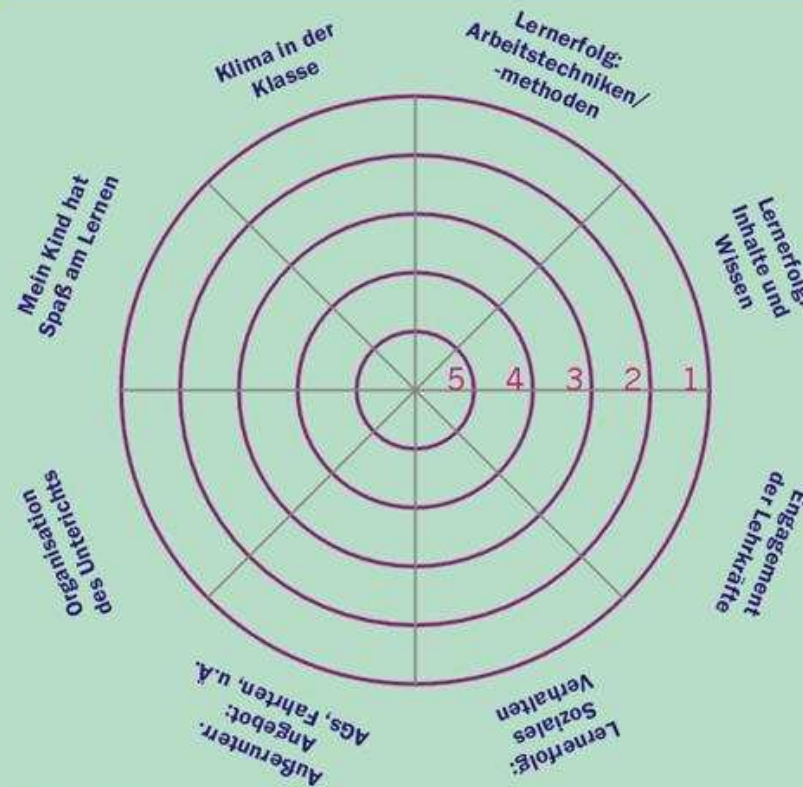 Klima in der
Klasse
Lernerfolg:
Arbeitstechniken/
-methoden
Lernerfolg:
Inhalte und
Wissen
Engagement
der Lehrkräfte
Lernerfolg:
Soziales
Verhalten
Außerunterr.
Angebot:
AGs, Fahrten, u.Ä.
Organisation
des Unterichts
Mein Kind hat
Spaß am Lernen
5 4 3 2 1